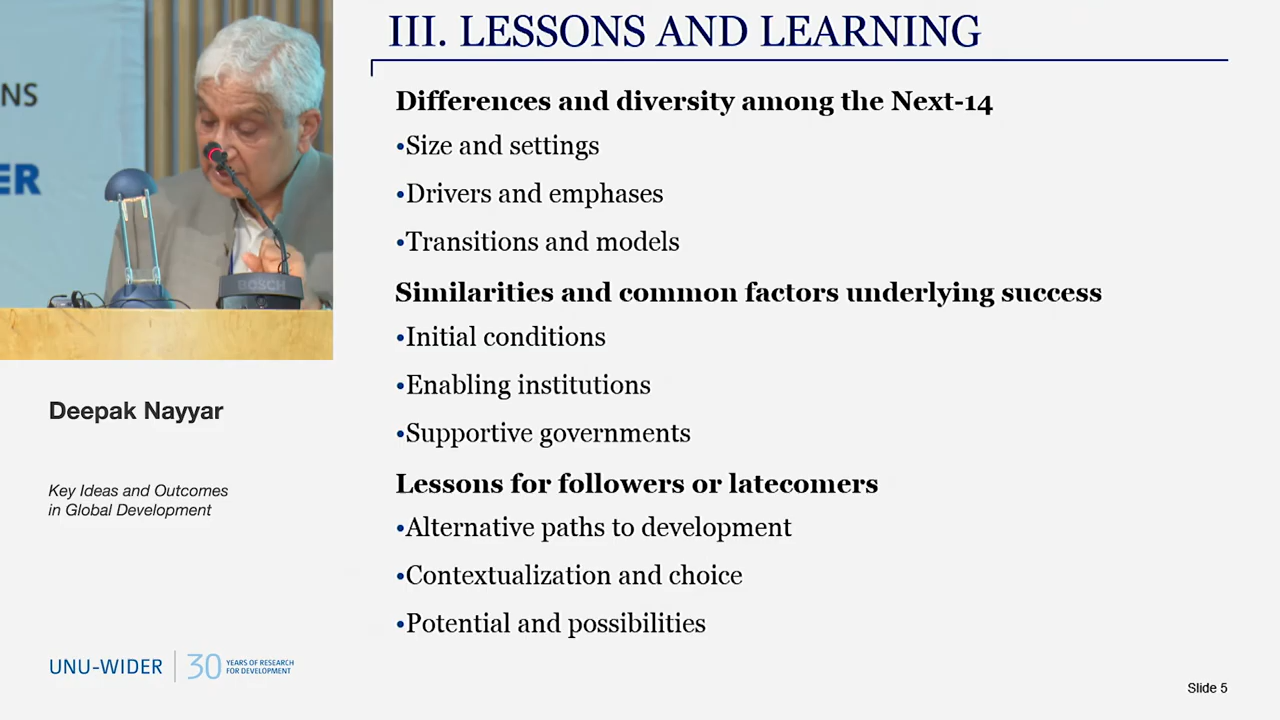 NS
ER
BOSCH
Deepak Nayyar
Key Ideas and Outcomes
in Global Development
UNU-WIDER
30 YEARS OF RESEARCH
FOR DEVELOPMENT
III. LESSONS AND LEARNING
Differences and diversity among the Next-14
•Size and settings
•Drivers and emphases
•Transitions and models
Similarities and common factors underlying success
•Initial conditions
•Enabling institutions
•Supportive governments
Lessons for followers or latecomers
•Alternative paths to development
•Contextualization and choice
•Potential and possibilities
Slide 5